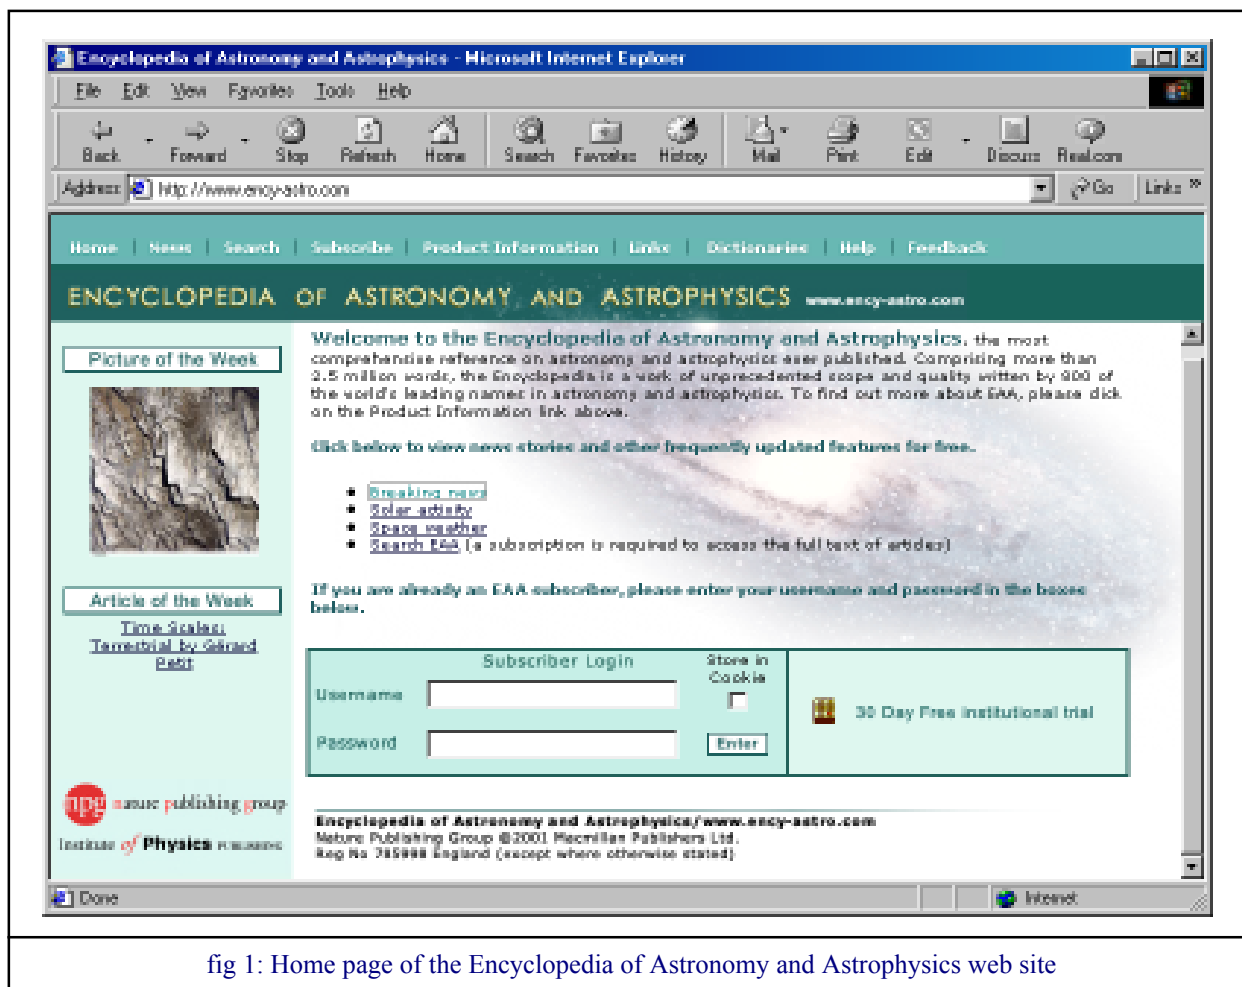 Encyclopedia of Astronomy and Astrophysics - Microsoft Internet Explorer
File Edit View Favorites Tools Help
Back Forward Stop Refresh Home Search Favorites History Mail Print Edit Discuss Real.com
Address http://www.ency-astro.com Go Links »
Home | News | Search | Subscribe | Product Information | Links | Dictionaries | Help | Feedback
ENCYCLOPEDIA OF ASTRONOMY AND ASTROPHYSICS www.ency-astro.com
Picture of the Week
Article of the Week
Time Scales:
Terrestrial by Gérard
Petit
nature publishing group
npg
Institute of Physics PUBLISHING
Welcome to the Encyclopedia of Astronomy and Astrophysics, the most
comprehensive reference on astronomy and astrophysics ever published. Comprising more than
2.5 million words, the Encyclopedia is a work of unprecedented scope and quality written by 800 of
the world's leading names in astronomy and astrophysics. To find out more about EAA, please click
on the Product Information link above.
Click below to view news stories and other frequently updated features for free.
• Breaking news
• Solar activity
• Space weather
• Search EAA (a subscription is required to access the full text of articles)
If you are already an EAA subscriber, please enter your username and password in the boxes
below.
Subscriber Login
Store in
Cookie
Username
Password
Enter
30 Day Free institutional trial
Encyclopedia of Astronomy and Astrophysics/www.ency-astro.com
Nature Publishing Group ©2001 Macmillan Publishers Ltd.
Reg No 785998 England (except where otherwise stated)
Done
Internet
fig 1: Home page of the Encyclopedia of Astronomy and Astrophysics web site